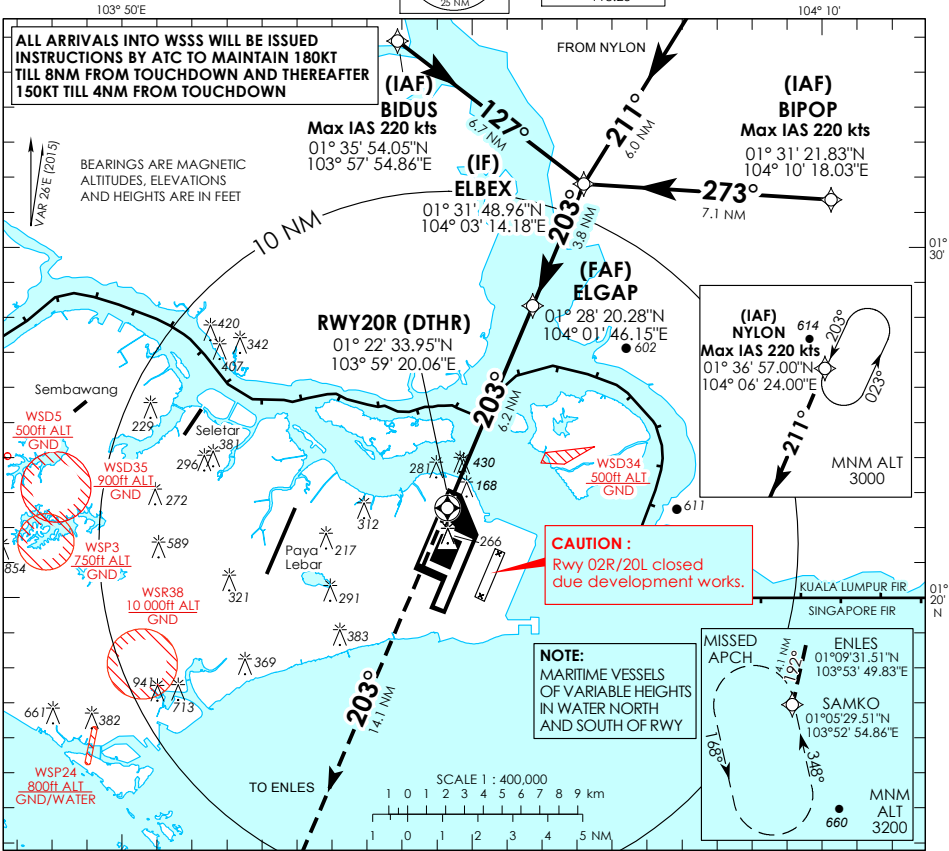 25 NM
103° 50'E
104° 10'E
ALL ARRIVALS INTO WSSS WILL BE ISSUED
INSTRUCTIONS BY ATC TO MAINTAIN 180KT
TILL 8NM FROM TOUCHDOWN AND THEREAFTER
150KT TILL 4NM FROM TOUCHDOWN
FROM NYLON
(IAF)
BIDUS
Max IAS 220 kts
01° 35' 54.05"N
103° 57' 54.86"E
127°
6.7 NM
211°
6.0 NM
(IAF)
BIPOP
Max IAS 220 kts
01° 31' 21.83"N
104° 10' 18.03"E
VAR 26'E (2015)
BEARINGS ARE MAGNETIC
ALTITUDES, ELEVATIONS
AND HEIGHTS ARE IN FEET
(IF)
ELBEX
01° 31' 48.96"N
104° 03' 14.18"E
273°
7.1 NM
203°
3.8 NM
10 NM
01°
30'
(FAF)
ELGAP
01° 28' 20.28"N
104° 01' 46.15"E
602
RWY20R (DTHR)
01° 22' 33.95"N
103° 59' 20.06"E
420
342
407
(IAF)
NYLON
Max IAS 220 kts
01° 36' 57.00"N
104° 06' 24.00"E
614
203°
023°
211°
MNM ALT
3000
203°
6.2 NM
Sembawang
WSD5
500ft ALT
GND
229
Seletar
381
296
WSD35
900ft ALT
GND
272
281
430
168
WSD34
500ft ALT
GND
611
312
WSP3
750ft ALT
GND
854
589
217
Paya
Lebar
266
CAUTION :
Rwy 02R/20L closed
due development works.
KUALA LUMPUR FIR
SINGAPORE FIR
01°
20'
N
WSR38
10 000ft ALT
GND
321
291
383
369
941
713
661
382
WSP24
800ft ALT
GND/WATER
203°
14.1 NM
TO ENLES
NOTE:
MARITIME VESSELS
OF VARIABLE HEIGHTS
IN WATER NORTH
AND SOUTH OF RWY
MISSED
APCH
4.1 NM
192°
ENLES
01°09'31.51"N
103°53' 49.83"E
SAMKO
01°05'29.51"N
103°52' 54.86"E
168°
348°
MNM
ALT
3200
660
SCALE 1 : 400,000
1 0 1 2 3 4 5 6 7 8 9 km
1 0 1 2 3 4 5 NM